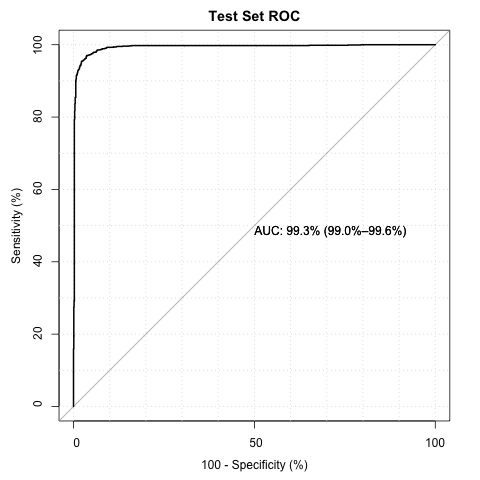 Test Set ROC
100
80
60
40
20
0
Sensitivity (%)
AUC: 99.3% (99.0%–99.6%)
0 50 100
100 - Specificity (%)